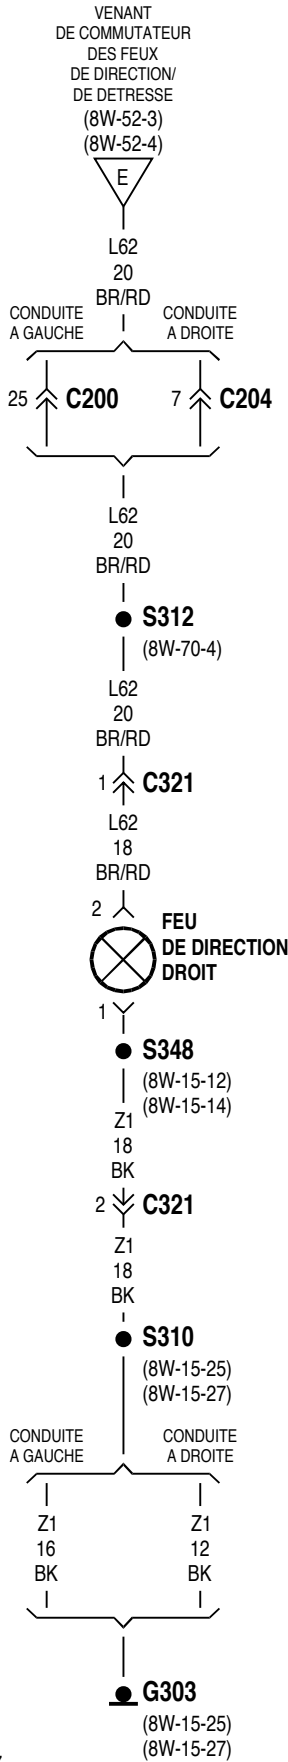 VENANT
DE COMMUTATEUR
DES FEUX
DE DIRECTION/
DE DETRESSE
(8W-52-3)
(8W-52-4)
E
L62
20
BR/RD
CONDUITE
A GAUCHE
CONDUITE
A DROITE
25 C200
7 C204
L62
20
BR/RD
S312
(8W-70-4)
L62
20
BR/RD
1 C321
L62
18
BR/RD
2
FEU
DE DIRECTION
DROIT
1
S348
(8W-15-12)
(8W-15-14)
Z1
18
BK
2 C321
Z1
18
BK
S310
(8W-15-25)
(8W-15-27)
CONDUITE
A GAUCHE
CONDUITE
A DROITE
Z1
16
BK
Z1
12
BK
G303
(8W-15-25)
(8W-15-27)